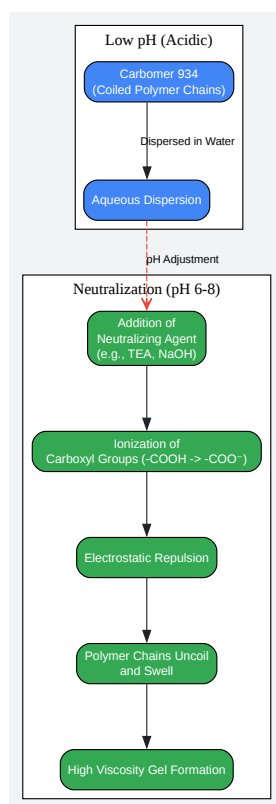 Low pH (Acidic)
Carbomer 934
(Coiled Polymer Chains)
Dispersed in Water
Aqueous Dispersion
pH Adjustment
Neutralization (pH 6-8)
Addition of
Neutralizing Agent
(e.g., TEA, NaOH)
Ionization of
Carboxyl Groups (-COOH -> -COO⁻)
Electrostatic Repulsion
Polymer Chains Uncoil
and Swell
High Viscosity Gel Formation